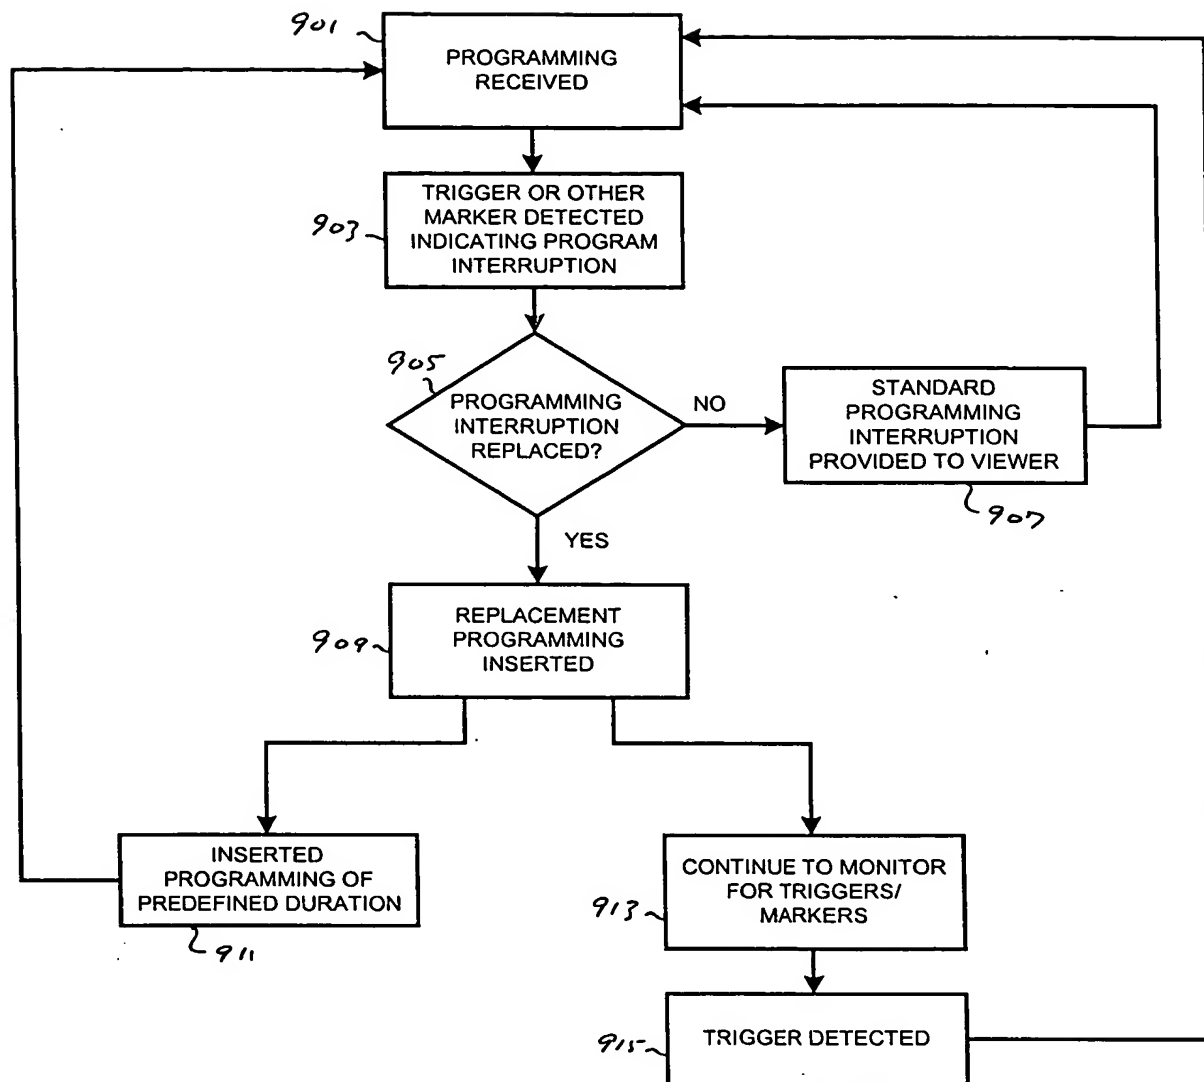 901
PROGRAMMING
RECEIVED
903
TRIGGER OR OTHER
MARKER DETECTED
INDICATING PROGRAM
INTERRUPTION
905
PROGRAMMING
INTERRUPTION
REPLACED?
NO
STANDARD
PROGRAMMING
INTERRUPTION
PROVIDED TO VIEWER
907
YES
909
REPLACEMENT
PROGRAMMING
INSERTED
INSERTED
PROGRAMMING OF
PREDEFINED DURATION
911
913
CONTINUE TO MONITOR
FOR TRIGGERS/
MARKERS
915
TRIGGER DETECTED